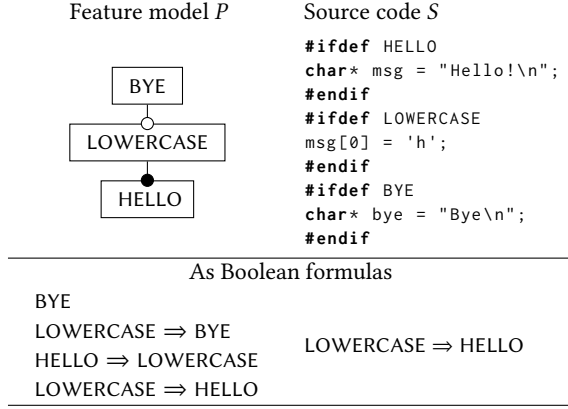 Feature model P Source code S
BYE
LOWERCASE
HELLO
#ifdef HELLO
char* msg = "Hello!\n";
#endif
#ifdef LOWERCASE
msg[0] = 'h';
#endif
#ifdef BYE
char* bye = "Bye\n";
#endif
As Boolean formulas
BYE
LOWERCASE ⇒ BYE
HELLO ⇒ LOWERCASE
LOWERCASE ⇒ HELLO
LOWERCASE ⇒ HELLO